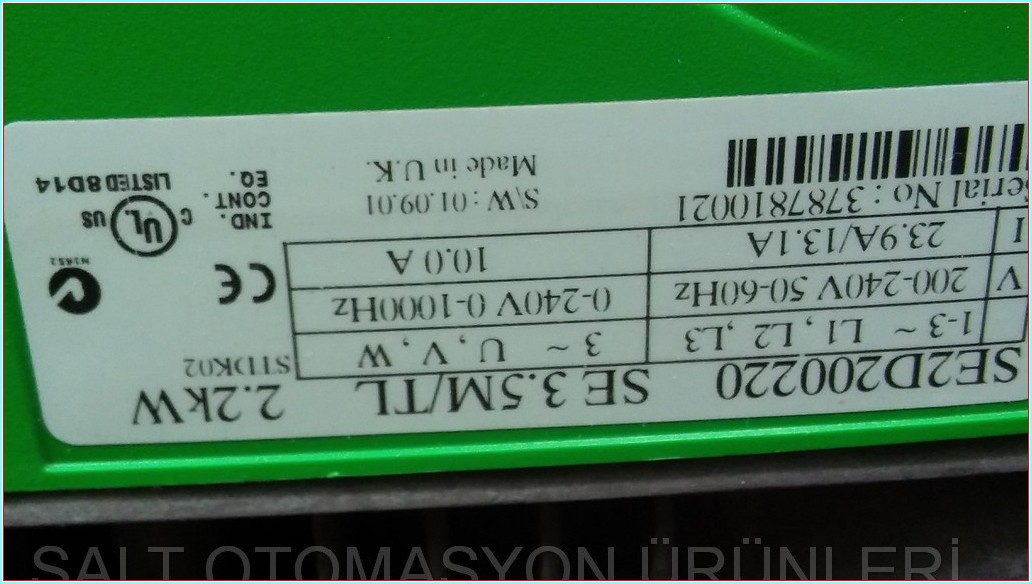 SE2D200220 SE 3.5M/TL 2.2kW
1-3 ~ L1, L2, L3 3 ~ U, V, W STDK02
V 200-240V 50-60Hz 0-240V 0-1000Hz
I 23.9A/13.1A 10.0 A
Serial No : 3787810021 S/W : 01.09.01
Made in U.K.
CE
N1452
C UL US
IND.
CONT.
EQ.
LISTED 8D14
SALT OTOMASYON ÜRÜNLERİ